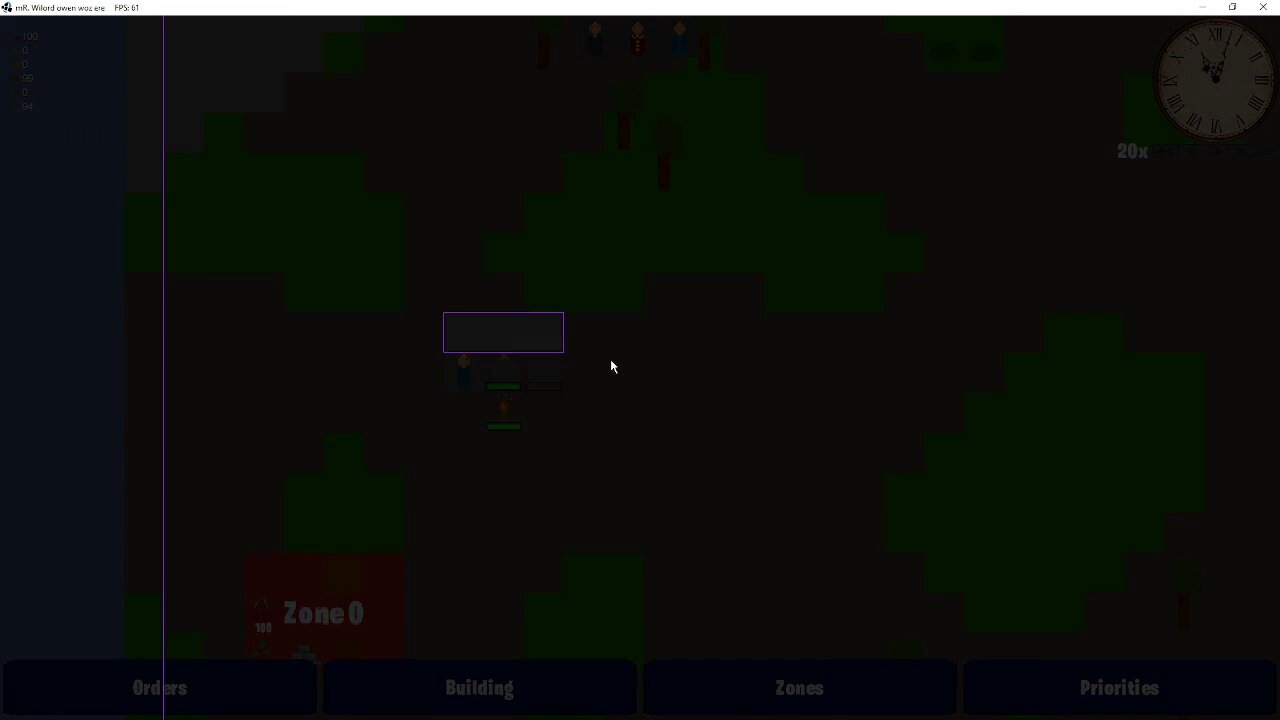 mR. Wilord owen woz ere FPS: 61
100
0
0
99
0
94
XII
20x
Zone 0
100
Orders
Building
Zones
Priorities